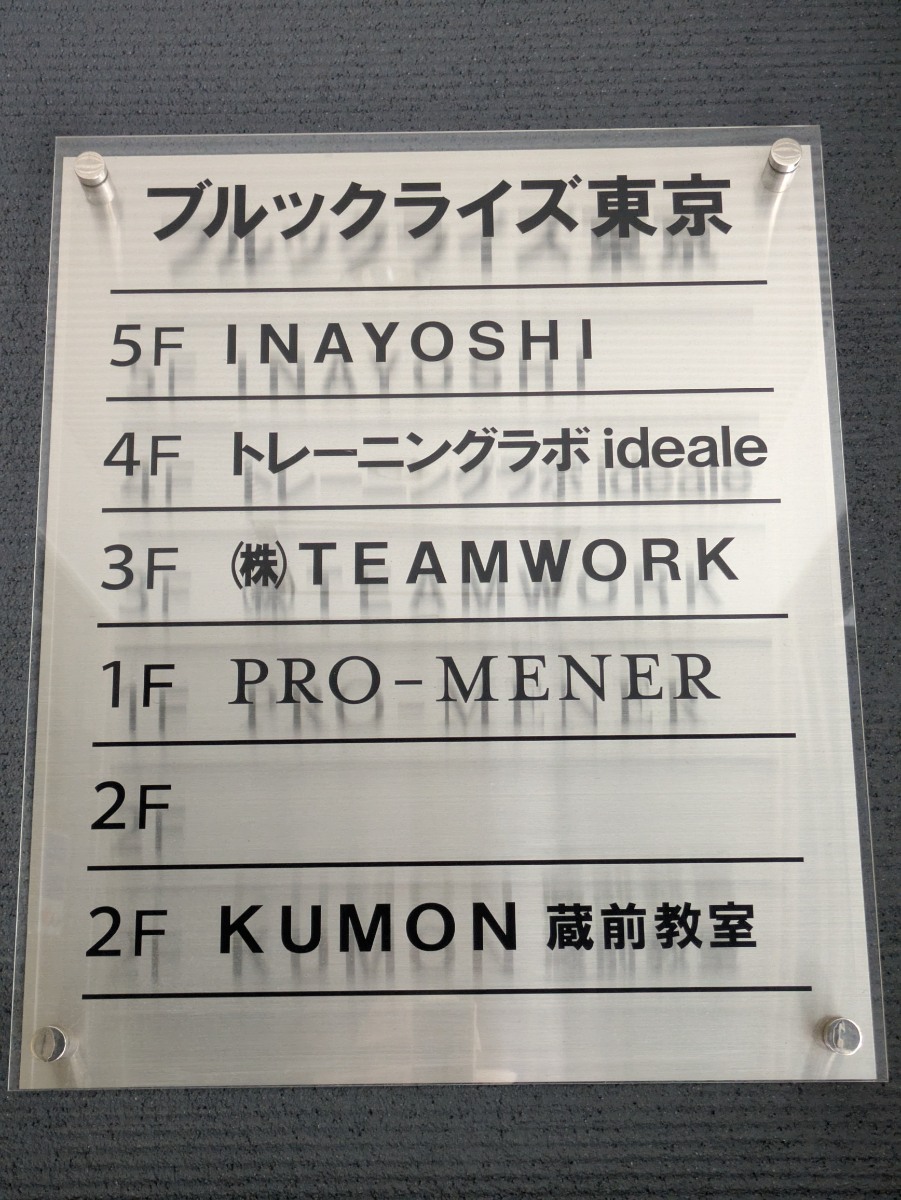 ブルックライズ東京
5F INAYOSHI
4F トレーニングラボ ideale
3F ㈱TEAMWORK
1F PRO-MENER
2F
2F KUMON 蔵前教室